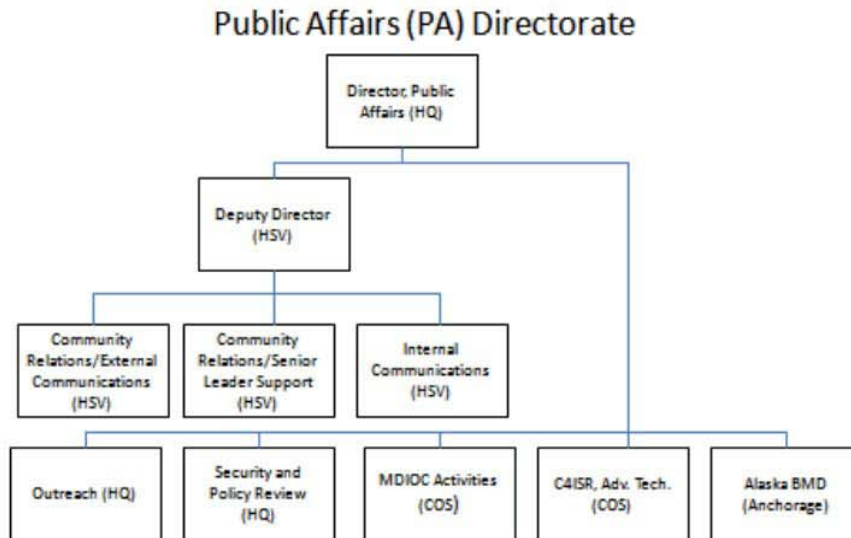 Public Affairs (PA) Directorate
Director, Public
Affairs (HQ)
Deputy Director
(HSV)
Community
Relations/External
Communications
(HSV)
Community
Relations/Senior
Leader Support
(HSV)
Internal
Communications
(HSV)
Outreach (HQ)
Security and
Policy Review
(HQ)
MDIOC Activities
(COS)
C4ISR, Adv. Tech.
(COS)
Alaska BMD
(Anchorage)